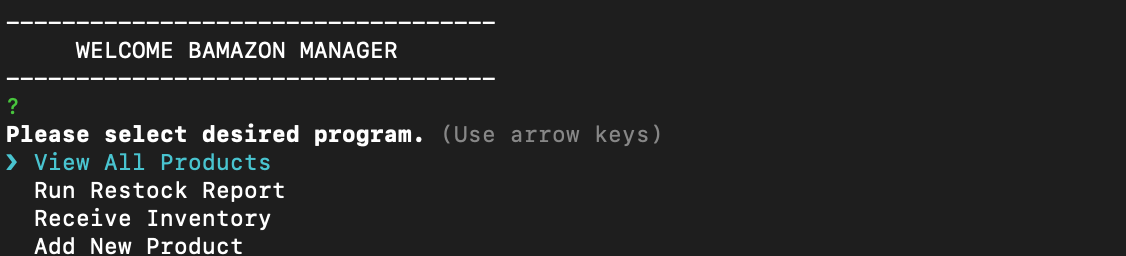 -----------------------------------
WELCOME BAMAZON MANAGER
-----------------------------------
?
Please select desired program. (Use arrow keys)
❯ View All Products
Run Restock Report
Receive Inventory
Add New Product